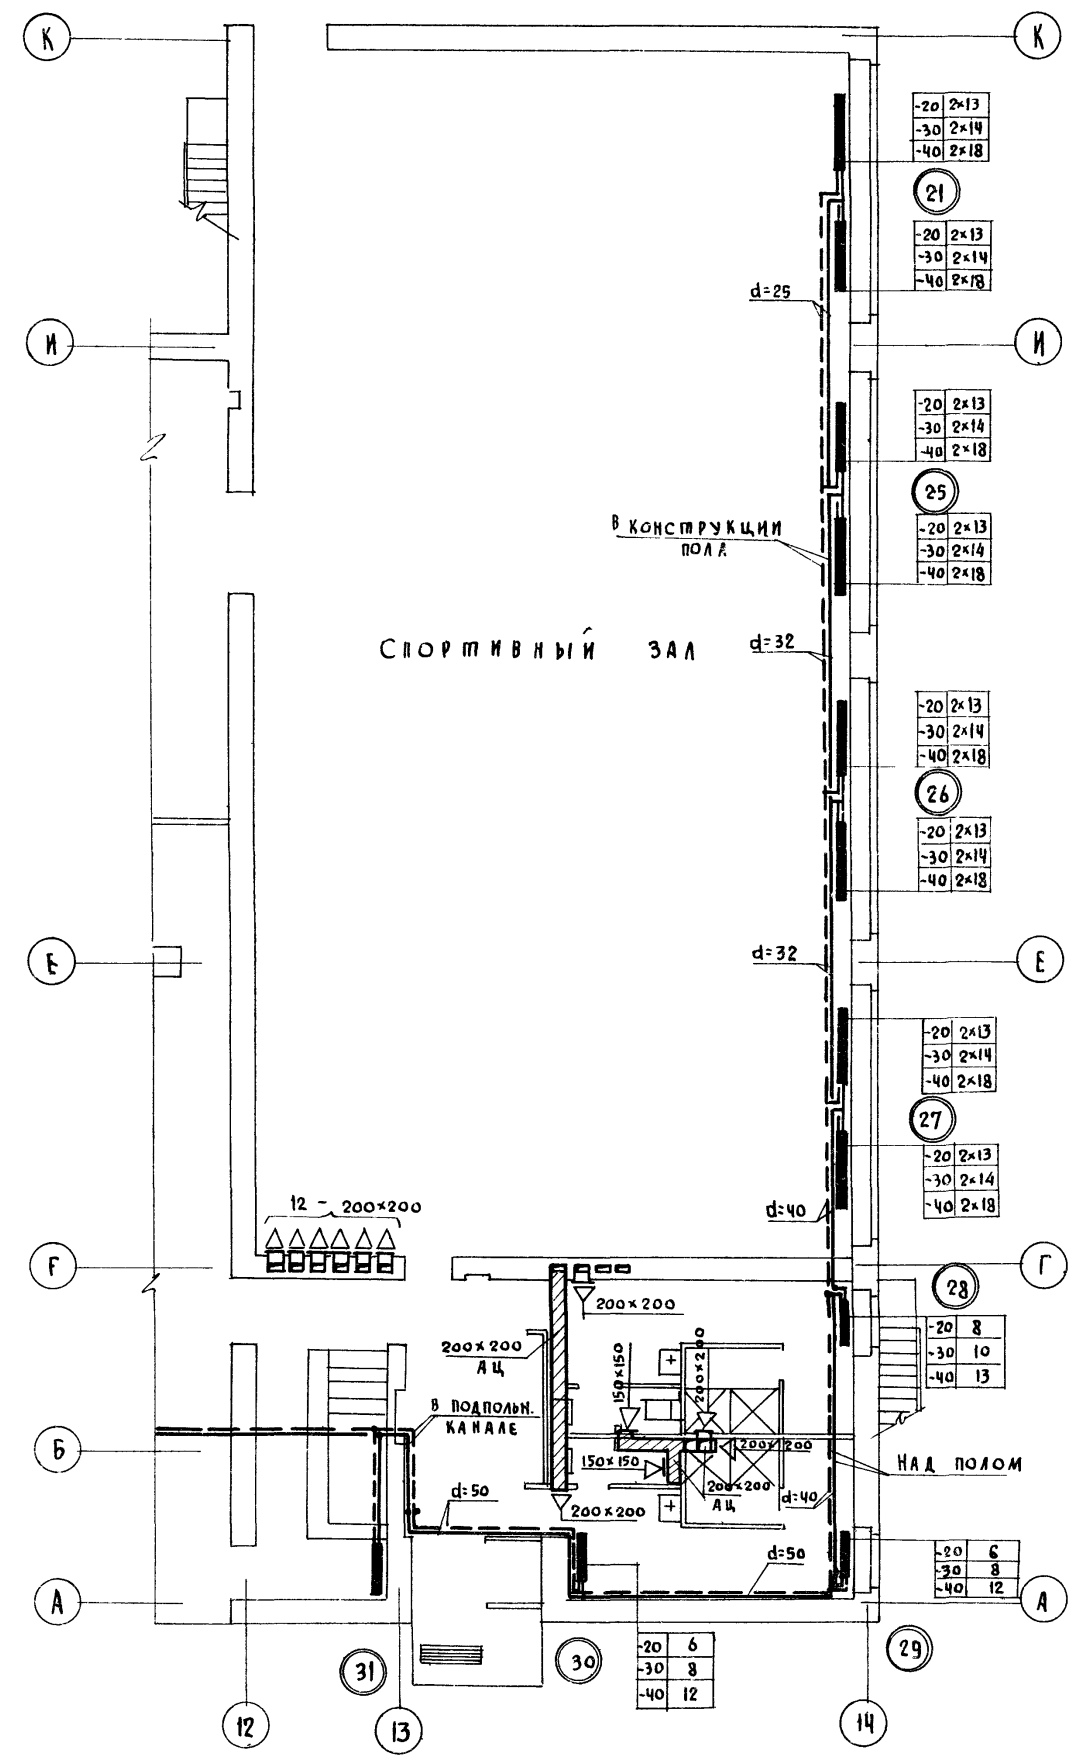 К
К
-20 2×13
-30 2×14
-40 2×18
21
-20 2×13
-30 2×14
-40 2×18
d=25
И
И
-20 2×13
-30 2×14
-40 2×18
25
В КОНСТРУКЦИИ
ПОЛА
-20 2×13
-30 2×14
-40 2×18
СПОРТИВНЫЙ ЗАЛ
d=32
-20 2×13
-30 2×14
-40 2×18
26
-20 2×13
-30 2×14
-40 2×18
d=32
Е
Е
-20 2×13
-30 2×14
-40 2×18
27
-20 2×13
-30 2×14
-40 2×18
12 - 200×200
d=40
Г
Г
28
200×200
-20 8
-30 10
-40 13
200×200
АЦ
150×150
200×200
В ПОДПОЛЬН.
КАНАЛЕ
Б
200×200
НАД ПОЛОМ
150×150
200×200
АЦ
d=50
d=40
200×200
d=50
-20 6
-30 8
-40 12
А
А
-20 6
-30 8
-40 12
31
30
29
12
13
14